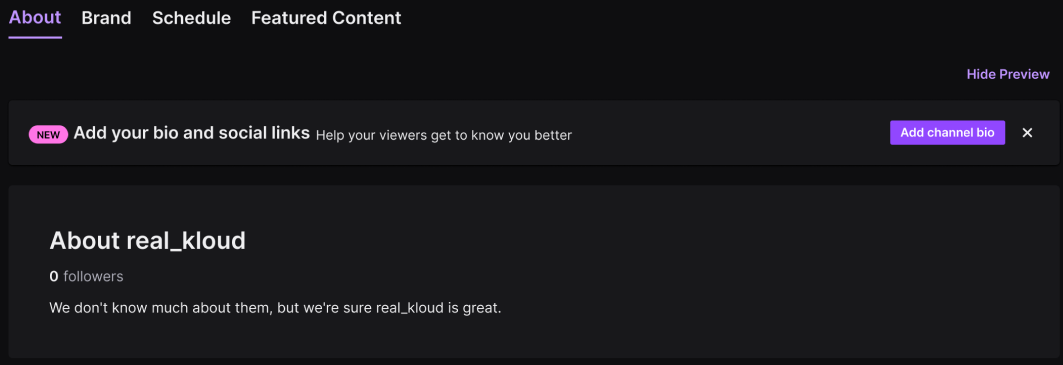 About Brand Schedule Featured Content
Hide Preview
NEW Add your bio and social links Help your viewers get to know you better Add channel bio ✕
About real_kloud
0 followers
We don't know much about them, but we're sure real_kloud is great.